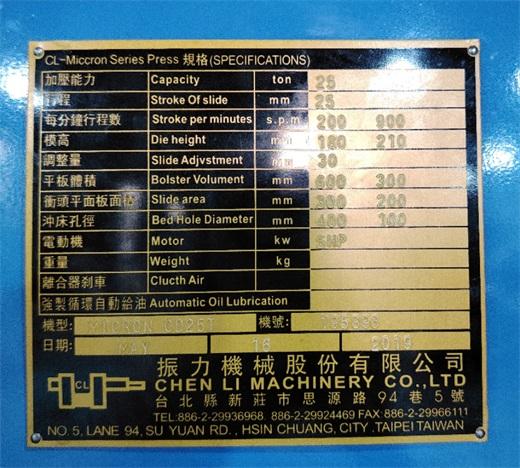 CL-Miccron Series Press 規格(SPECIFICATIONS)
加壓能力 Capacity ton 25
行程 Stroke Of slide mm 25
每分鐘行程數 Stroke per minutes s.p.m 200 900
模高 Die height mm 180 210
調整量 Slide Adjvstment mm 30
平板體積 Bolster Volument mm 600 300
衝頭平面板面積 Slide area mm 300 200
沖床孔徑 Bed Hole Diameter mm 400 100
電動機 Motor kw 5HP
重量 Weight kg
離合器刹車 Clucth Air
強製循環自動給油 Automatic Oil Lubrication
機型: MICRON 機號:
日期: MAY 16 2019
CL 振力機械股份有限公司
CHEN LI MACHINERY CO.,LTD
台北縣新莊市思源路94巷5號
TEL:886-2-29936968 886-2-29924469 FAX:886-2-29966111
NO.5, LANE 94, SU YUAN RD., HSIN CHUANG, CITY .TAIPEI TAIWAN